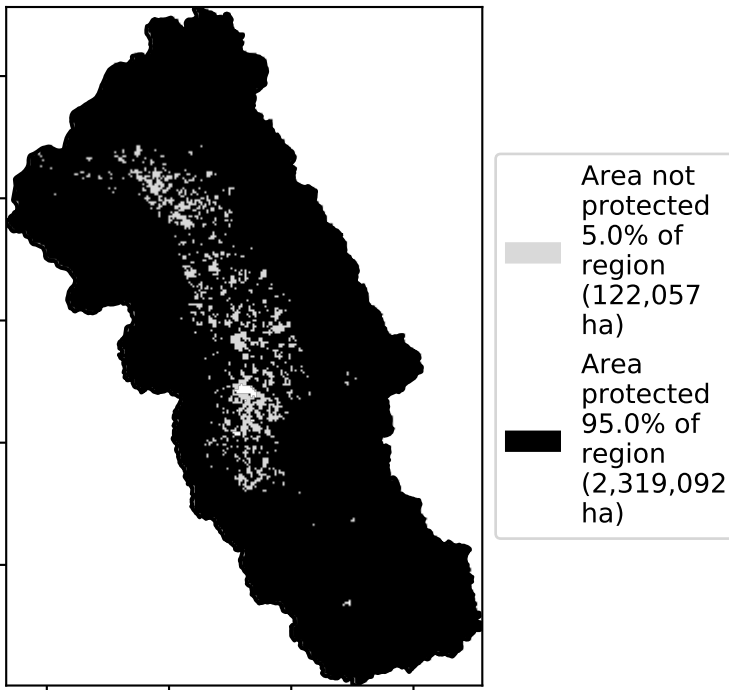 Area not
protected
5.0% of
region
(122,057
ha)
Area
protected
95.0% of
region
(2,319,092
ha)